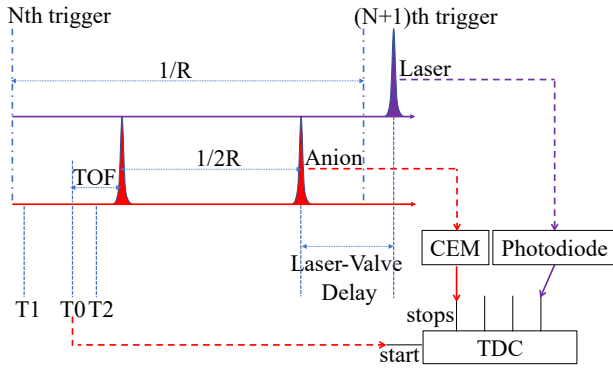 Nth trigger
(N+1)th trigger
1/R
Laser
1/2R
Anion
TOF
CEM
Photodiode
Laser-Valve
Delay
T1
T0
T2
stops
start
TDC